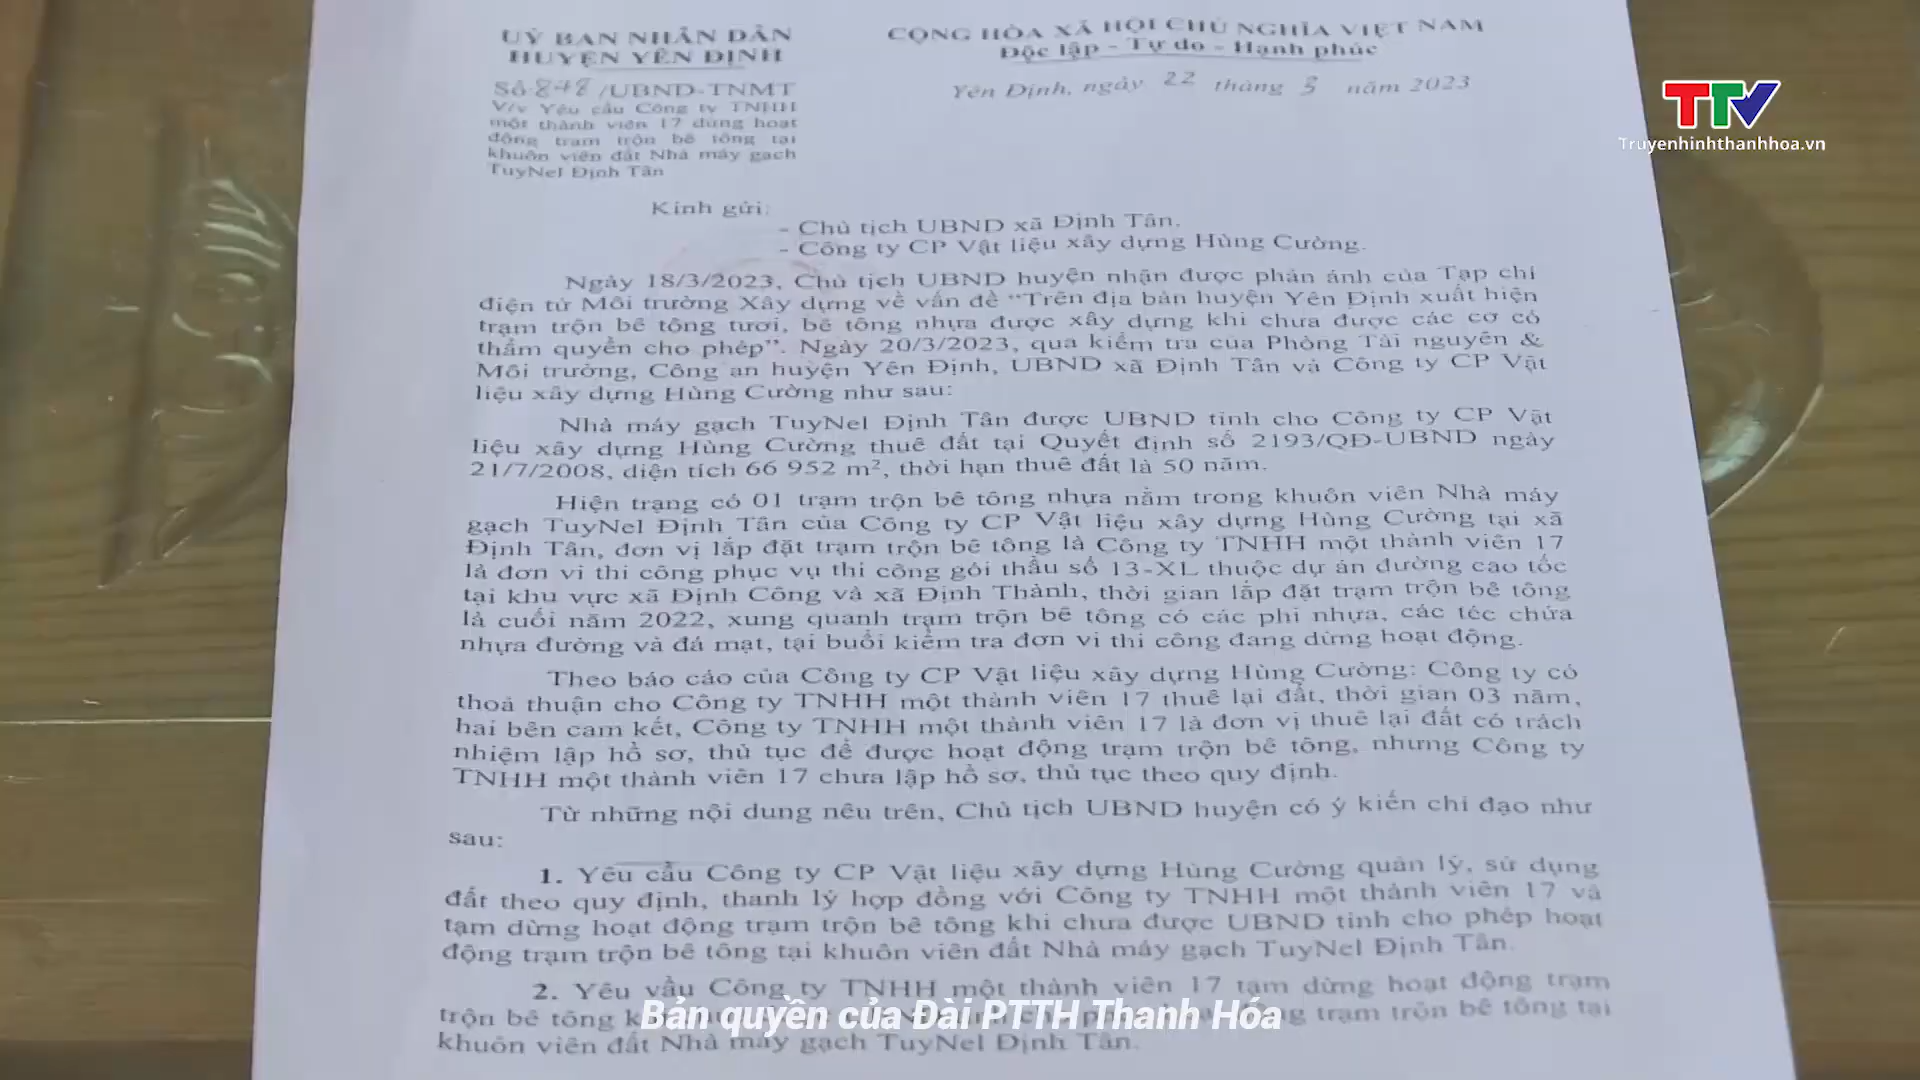 UỶ BAN NHÂN DÂN
HUYỆN YÊN ĐỊNH
CỘNG HÒA XÃ HỘI CHỦ NGHĨA VIỆT NAM
Độc lập - Tự do - Hạnh phúc
Số 848 /UBND-TNMT
Yên Định, ngày 22 tháng 3 năm 2023
V/v Yêu cầu Công ty TNHH
một thành viên 17 dừng hoạt
động trạm trộn bê tông tại
khuôn viên đất Nhà máy gạch
TuyNel Định Tân
TTV
Truyenhinhthanhhoa.vn
Kính gửi:
- Chủ tịch UBND xã Định Tân.
- Công ty CP Vật liệu xây dựng Hùng Cường.
Ngày 18/3/2023, Chủ tịch UBND huyện nhận được phản ánh của Tạp chí
điện tử Môi trường Xây dựng về vấn đề “Trên địa bàn huyện Yên Định xuất hiện
trạm trộn bê tông tươi, bê tông nhựa được xây dựng khi chưa được các cơ có
thẩm quyền cho phép”. Ngày 20/3/2023, qua kiểm tra của Phòng Tài nguyên &
Môi trường, Công an huyện Yên Định, UBND xã Định Tân và Công ty CP Vật
liệu xây dựng Hùng Cường như sau:
Nhà máy gạch TuyNel Định Tân được UBND tỉnh cho Công ty CP Vật
liệu xây dựng Hùng Cường thuê đất tại Quyết định số 2193/QĐ-UBND ngày
21/7/2008, diện tích 66 952 m², thời hạn thuê đất là 50 năm.
Hiện trạng có 01 trạm trộn bê tông nhựa nằm trong khuôn viên Nhà máy
gạch TuyNel Định Tân của Công ty CP Vật liệu xây dựng Hùng Cường tại xã
Định Tân, đơn vị lắp đặt trạm trộn bê tông là Công ty TNHH một thành viên 17
là đơn vi thi công phục vụ thi công gói thầu số 13-XL thuộc dự án đường cao tốc
tại khu vực xã Định Công và xã Định Thành, thời gian lắp đặt trạm trộn bê tông
là cuối năm 2022, xung quanh trạm trộn bê tông có các phi nhựa, các téc chứa
nhựa đường và đá mạt, tại buổi kiểm tra đơn vi thi công đang dừng hoạt động.
Theo báo cáo của Công ty CP Vật liệu xây dựng Hùng Cường: Công ty có
thoả thuận cho Công ty TNHH một thành viên 17 thuê lại đất, thời gian 03 năm,
hai bên cam kết, Công ty TNHH một thành viên 17 là đơn vị thuê lại đất có trách
nhiệm lập hồ sơ, thủ tục để được hoạt động trạm trộn bê tông, nhưng Công ty
TNHH một thành viên 17 chưa lập hồ sơ, thủ tục theo quy định.
Từ những nội dung nêu trên, Chủ tịch UBND huyện có ý kiến chỉ đạo như
sau:
1. Yêu cầu Công ty CP Vật liệu xây dựng Hùng Cường quản lý, sử dụng
đất theo quy định, thanh lý hợp đồng với Công ty TNHH một thành viên 17 và
tạm dừng hoạt động trạm trộn bê tông khi chưa được UBND tỉnh cho phép hoạt
động trạm trộn bê tông tại khuôn viên đất Nhà máy gạch TuyNel Định Tân.
2. Yêu vầu Công ty TNHH một thành viên 17 tạm dừng hoạt động trạm
trộn bê tông trạm trộn bê tông tại
Bản quyền của Đài PTTH Thanh Hóa
khuôn viên đất Nhà máy gạch TuyNel Định Tân.